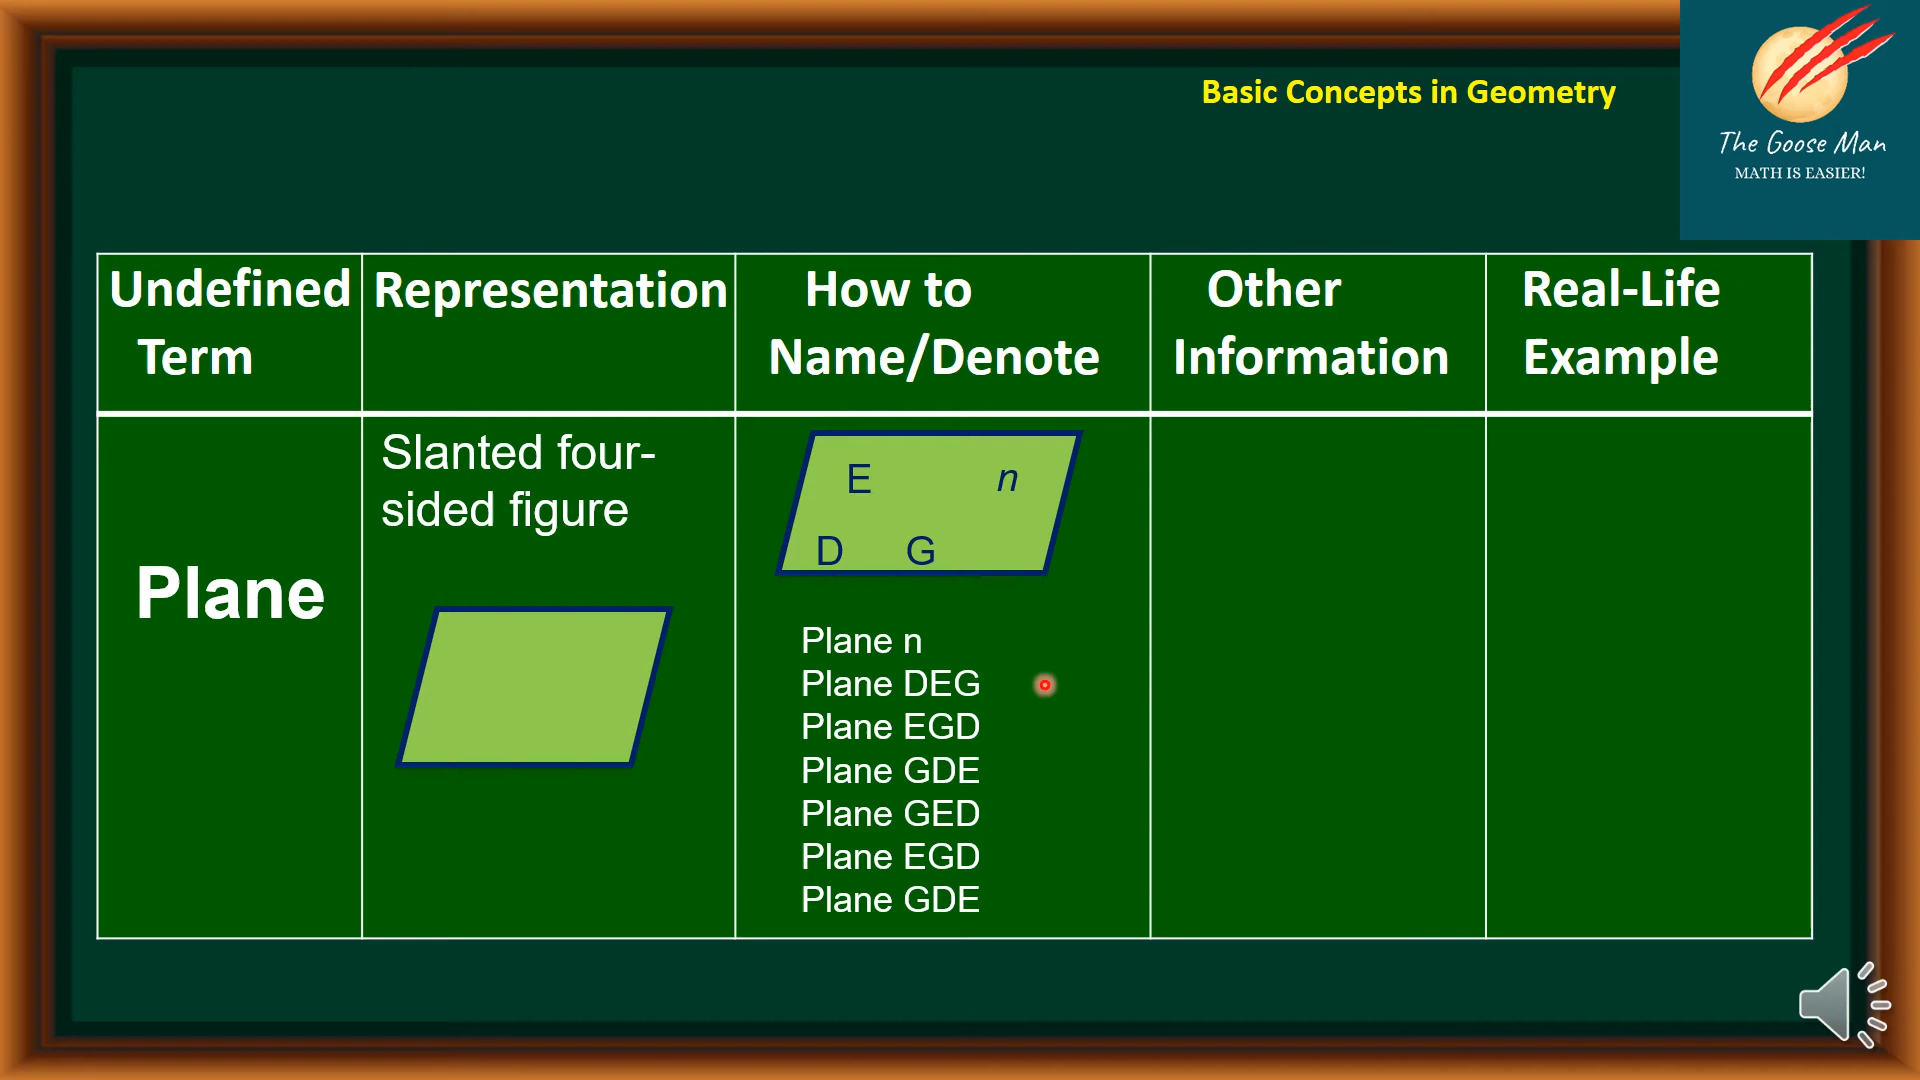 Basic Concepts in Geometry
The Goose Man
MATH IS EASIER!
Undefined
Term
Representation
How to
Name/Denote
Other
Information
Real-Life
Example
Plane
Slanted four-
sided figure
E n
D G
Plane n
Plane DEG
Plane EGD
Plane GDE
Plane GED
Plane EGD
Plane GDE